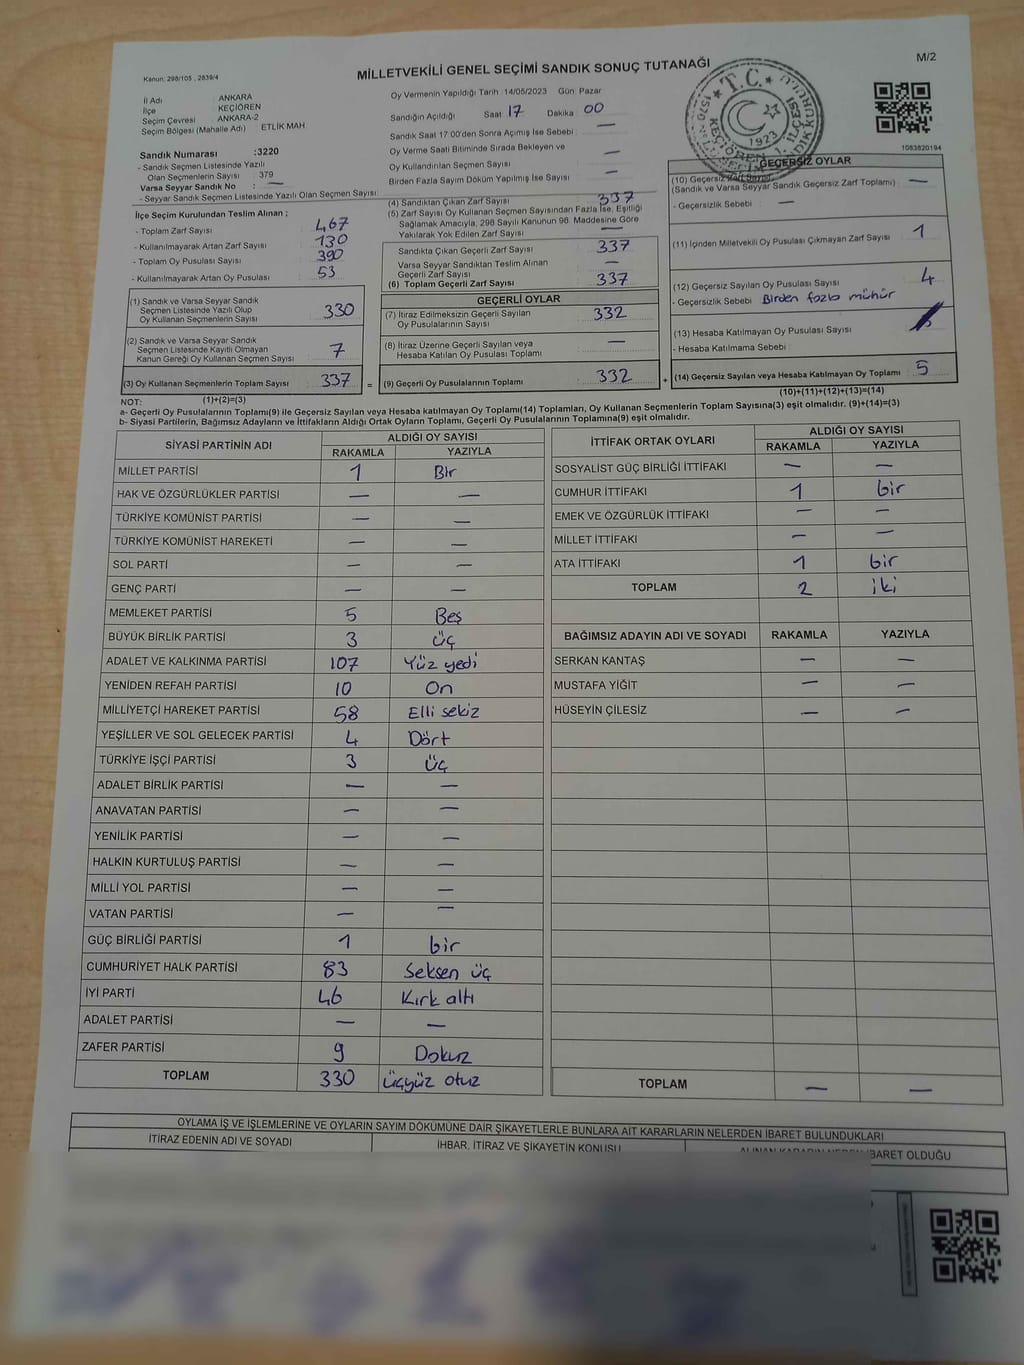 M/2
Kanun: 298/105 , 2839/4
MİLLETVEKİLİ GENEL SEÇİMİ SANDIK SONUÇ TUTANAĞI
İl Adı : ANKARA
İlçe : KEÇİÖREN
Seçim Çevresi : ANKARA-2
Seçim Bölgesi (Mahalle Adı) ETLİK MAH
Sandık Numarası :3220
- Sandık Seçmen Listesinde Yazılı
Olan Seçmenlerin Sayısı : 379
Varsa Seyyar Sandık No : —
- Seyyar Sandık Seçmen Listesinde Yazılı Olan Seçmen Sayısı:
Oy Vermenin Yapıldığı Tarih :14/05/2023 Gün: Pazar
Sandığın Açıldığı Saat 17 Dakika 00
Sandık Saat 17:00'den Sonra Açımış İse Sebebi : —
Oy Verme Saati Bitiminde Sırada Bekleyen ve
Oy Kullandırılan Seçmen Sayısı —
Birden Fazla Sayım Döküm Yapılmış İse Sayısı —
T.C.
1923
1083820194
İlçe Seçim Kurulundan Teslim Alınan ;
- Toplam Zarf Sayısı : 467
- Kullanılmayarak Artan Zarf Sayısı : 130
- Toplam Oy Pusulası Sayısı : 390
- Kullanılmayarak Artan Oy Pusulası : 53
(1) Sandık ve Varsa Seyyar Sandık
Seçmen Listesinde Yazılı Olup
Oy Kullanan Seçmenlerin Sayısı 330
(2) Sandık ve Varsa Seyyar Sandık
Seçmen Listesinde Kayıtlı Olmayan
Kanun Gereği Oy Kullanan Seçmen Sayısı 7
(3) Oy Kullanan Seçmenlerin Toplam Sayısı 337 =
(4) Sandıktan Çıkan Zarf Sayısı : 337
(5) Zarf Sayısı Oy Kullanan Seçmen Sayısından Fazla İse, Eşitliği
Sağlamak Amacıyla, 298 Sayılı Kanunun 98. Maddesine Göre
Yakılarak Yok Edilen Zarf Sayısı: —
Sandıkta Çıkan Geçerli Zarf Sayısı : 337
Varsa Seyyar Sandıktan Teslim Alınan
Geçerli Zarf Sayısı : —
(6) Toplam Geçerli Zarf Sayısı : 337
GEÇERLİ OYLAR
(7) İtiraz Edilmeksizin Geçerli Sayılan
Oy Pusulalarının Sayısı : 332
(8) İtiraz Üzerine Geçerli Sayılan veya
Hesaba Katılan Oy Pusulası Toplamı : —
(9) Geçerli Oy Pusulalarının Toplamı : 332 +
GEÇERSİZ OYLAR
(10) Geçersiz Zarf Sayısı
(Sandık ve Varsa Seyyar Sandık Geçersiz Zarf Toplamı) : —
- Geçersizlik Sebebi : —
(11) İçinden Milletvekili Oy Pusulası Çıkmayan Zarf Sayısı : 1
(12) Geçersiz Sayılan Oy Pusulası Sayısı : 4
- Geçersizlik Sebebi : Birden fazla mühür
(13) Hesaba Katılmayan Oy Pusulası Sayısı :
- Hesaba Katılmama Sebebi :
(14) Geçersiz Sayılan veya Hesaba Katılmayan Oy Toplamı 5
NOT: (1)+(2)=(3)
(10)+(11)+(12)+(13)=(14)
a- Geçerli Oy Pusulalarının Toplamı(9) ile Geçersiz Sayılan veya Hesaba katılmayan Oy Toplamı(14) Toplamları, Oy Kullanan Seçmenlerin Toplam Sayısına(3) eşit olmalıdır. (9)+(14)=(3)
b- Siyasi Partilerin, Bağımsız Adayların ve İttifakların Aldığı Ortak Oyların Toplamı, Geçerli Oy Pusulalarının Toplamına(9) eşit olmalıdır.
SİYASİ PARTİNİN ADI ALDIĞI OY SAYISI
RAKAMLA YAZIYLA
MİLLET PARTİSİ 1 Bir
HAK VE ÖZGÜRLÜKLER PARTİSİ — —
TÜRKİYE KOMÜNİST PARTİSİ — —
TÜRKİYE KOMÜNİST HAREKETİ — —
SOL PARTİ — —
GENÇ PARTİ — —
MEMLEKET PARTİSİ 5 Beş
BÜYÜK BİRLİK PARTİSİ 3 üç
ADALET VE KALKINMA PARTİSİ 107 Yüz yedi
YENİDEN REFAH PARTİSİ 10 On
MİLLİYETÇİ HAREKET PARTİSİ 58 Elli sekiz
YEŞİLLER VE SOL GELECEK PARTİSİ 4 Dört
TÜRKİYE İŞÇİ PARTİSİ 3 üç
ADALET BİRLİK PARTİSİ — —
ANAVATAN PARTİSİ — —
YENİLİK PARTİSİ — —
HALKIN KURTULUŞ PARTİSİ — —
MİLLİ YOL PARTİSİ — —
VATAN PARTİSİ — —
GÜÇ BİRLİĞİ PARTİSİ 1 bir
CUMHURİYET HALK PARTİSİ 83 Seksen üç
İYİ PARTİ 46 Kırk altı
ADALET PARTİSİ — —
ZAFER PARTİSİ 9 Dokuz
TOPLAM 330 üçyüz otuz
İTTİFAK ORTAK OYLARI ALDIĞI OY SAYISI
RAKAMLA YAZIYLA
SOSYALİST GÜÇ BİRLİĞİ İTTİFAKI — —
CUMHUR İTTİFAKI 1 bir
EMEK VE ÖZGÜRLÜK İTTİFAKI — —
MİLLET İTTİFAKI — —
ATA İTTİFAKI 1 bir
TOPLAM 2 iki
BAĞIMSIZ ADAYIN ADI VE SOYADI RAKAMLA YAZIYLA
SERKAN KANTAŞ — —
MUSTAFA YİĞİT — —
HÜSEYİN ÇİLESİZ — —
TOPLAM — —
OYLAMA İŞ VE İŞLEMLERİNE VE OYLARIN SAYIM DÖKÜMÜNE DAİR ŞİKAYETLERLE BUNLARA AİT KARARLARIN NELERDEN İBARET BULUNDUKLARI
İTİRAZ EDENİN ADI VE SOYADI İHBAR, İTİRAZ VE ŞİKAYETİN KONUSU ALINAN KARARIN NEDEN İBARET OLDUĞU